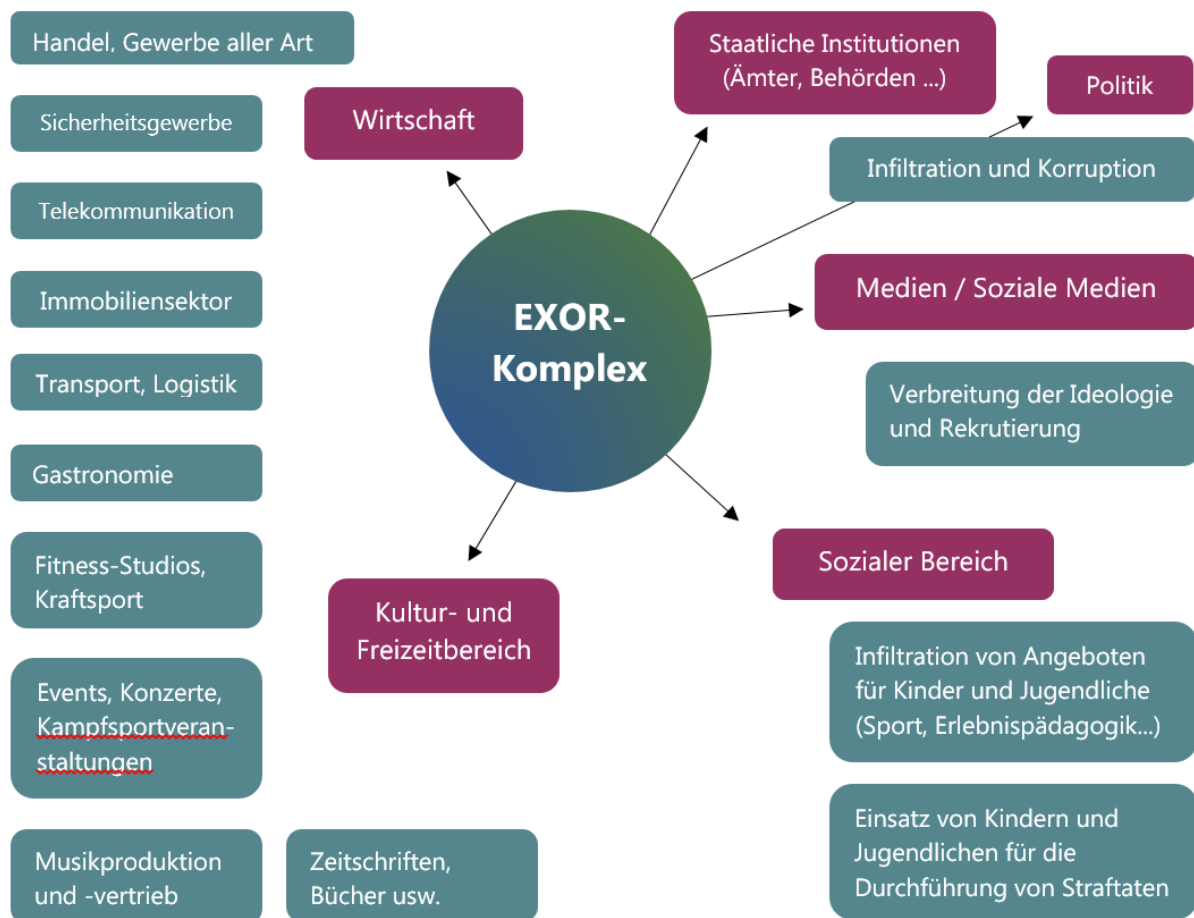 Handel, Gewerbe aller Art
Sicherheitsgewerbe
Telekommunikation
Immobiliensektor
Transport, Logistik
Gastronomie
Fitness-Studios,
Kraftsport
Events, Konzerte,
Kampfsportveran-
staltungen
Musikproduktion
und -vertrieb
Zeitschriften,
Bücher usw.
Wirtschaft
Kultur- und
Freizeitbereich
EXOR-
Komplex
Staatliche Institutionen
(Ämter, Behörden ...)
Politik
Infiltration und Korruption
Medien / Soziale Medien
Verbreitung der Ideologie
und Rekrutierung
Sozialer Bereich
Infiltration von Angeboten
für Kinder und Jugendliche
(Sport, Erlebnispädagogik...)
Einsatz von Kindern und
Jugendlichen für die
Durchführung von Straftaten